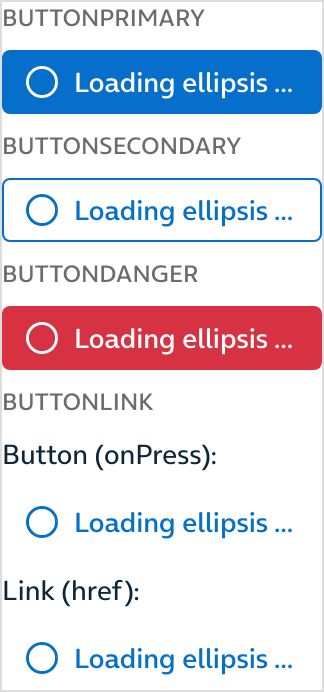 BUTTONPRIMARY
Loading ellipsis ...
BUTTONSECONDARY
Loading ellipsis ...
BUTTONDANGER
Loading ellipsis ...
BUTTONLINK
Button (onPress):
Loading ellipsis ...
Link (href):
Loading ellipsis ...